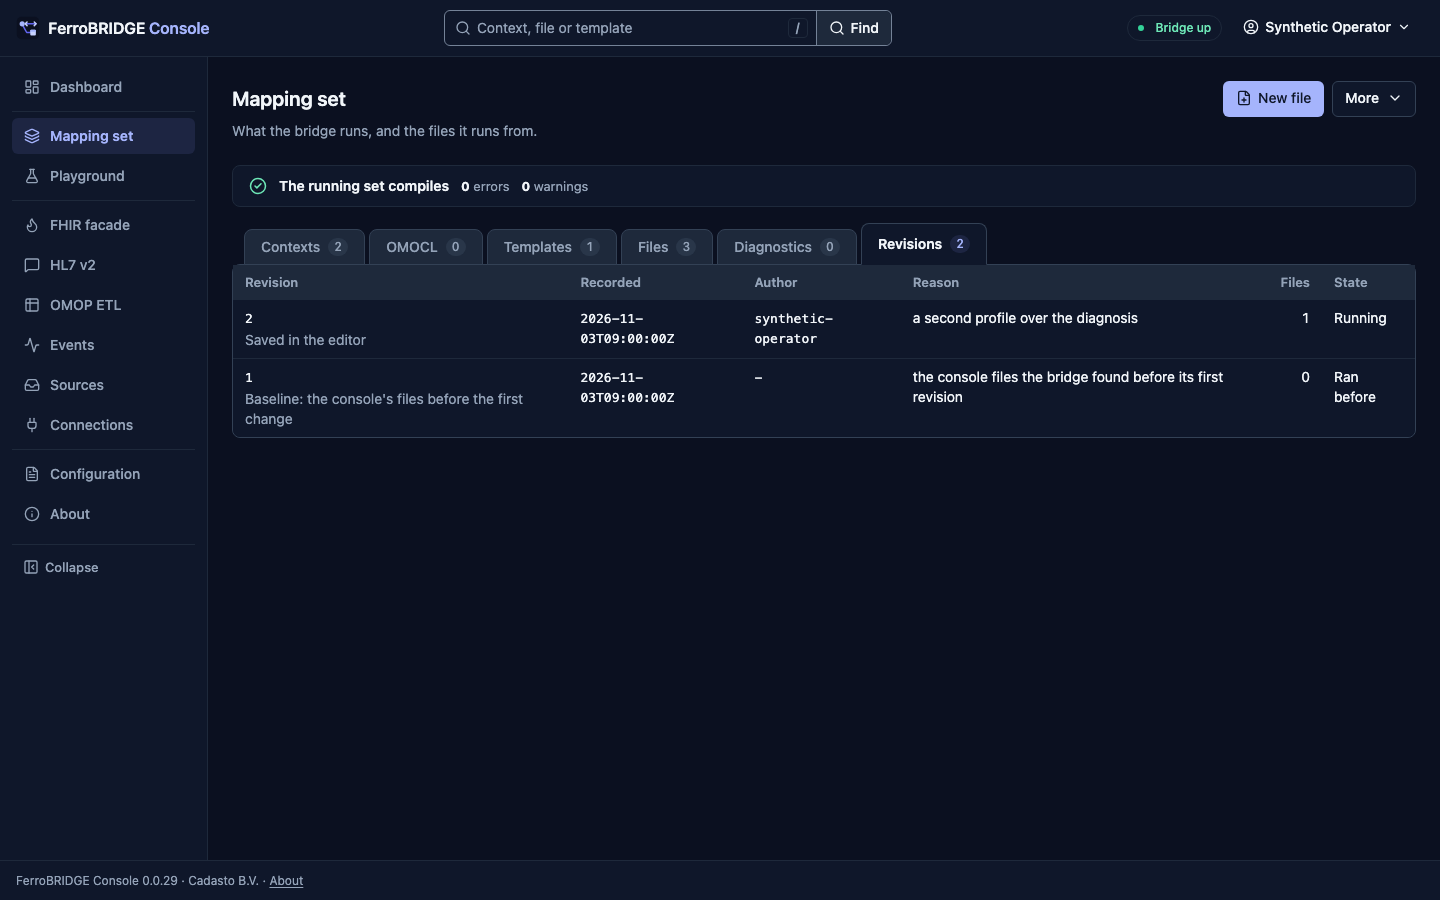 FerroBRIDGE Console
Context, file or template
/
Find
Bridge up
Synthetic Operator
Dashboard
Mapping set
Playground
FHIR facade
HL7 v2
OMOP ETL
Events
Sources
Connections
Configuration
About
Collapse
Mapping set
What the bridge runs, and the files it runs from.
New file
More
The running set compiles 0 errors 0 warnings
Contexts 2
OMOCL 0
Templates 1
Files 3
Diagnostics 0
Revisions 2
Revision Recorded Author Reason Files State
2
Saved in the editor
2026-11-
03T09:00:00Z
synthetic-
operator
a second profile over the diagnosis
1
Running
1
Baseline: the console's files before the first
change
2026-11-
03T09:00:00Z
–
the console files the bridge found before its first
revision
0
Ran
before
FerroBRIDGE Console 0.0.29 · Cadasto B.V. · About